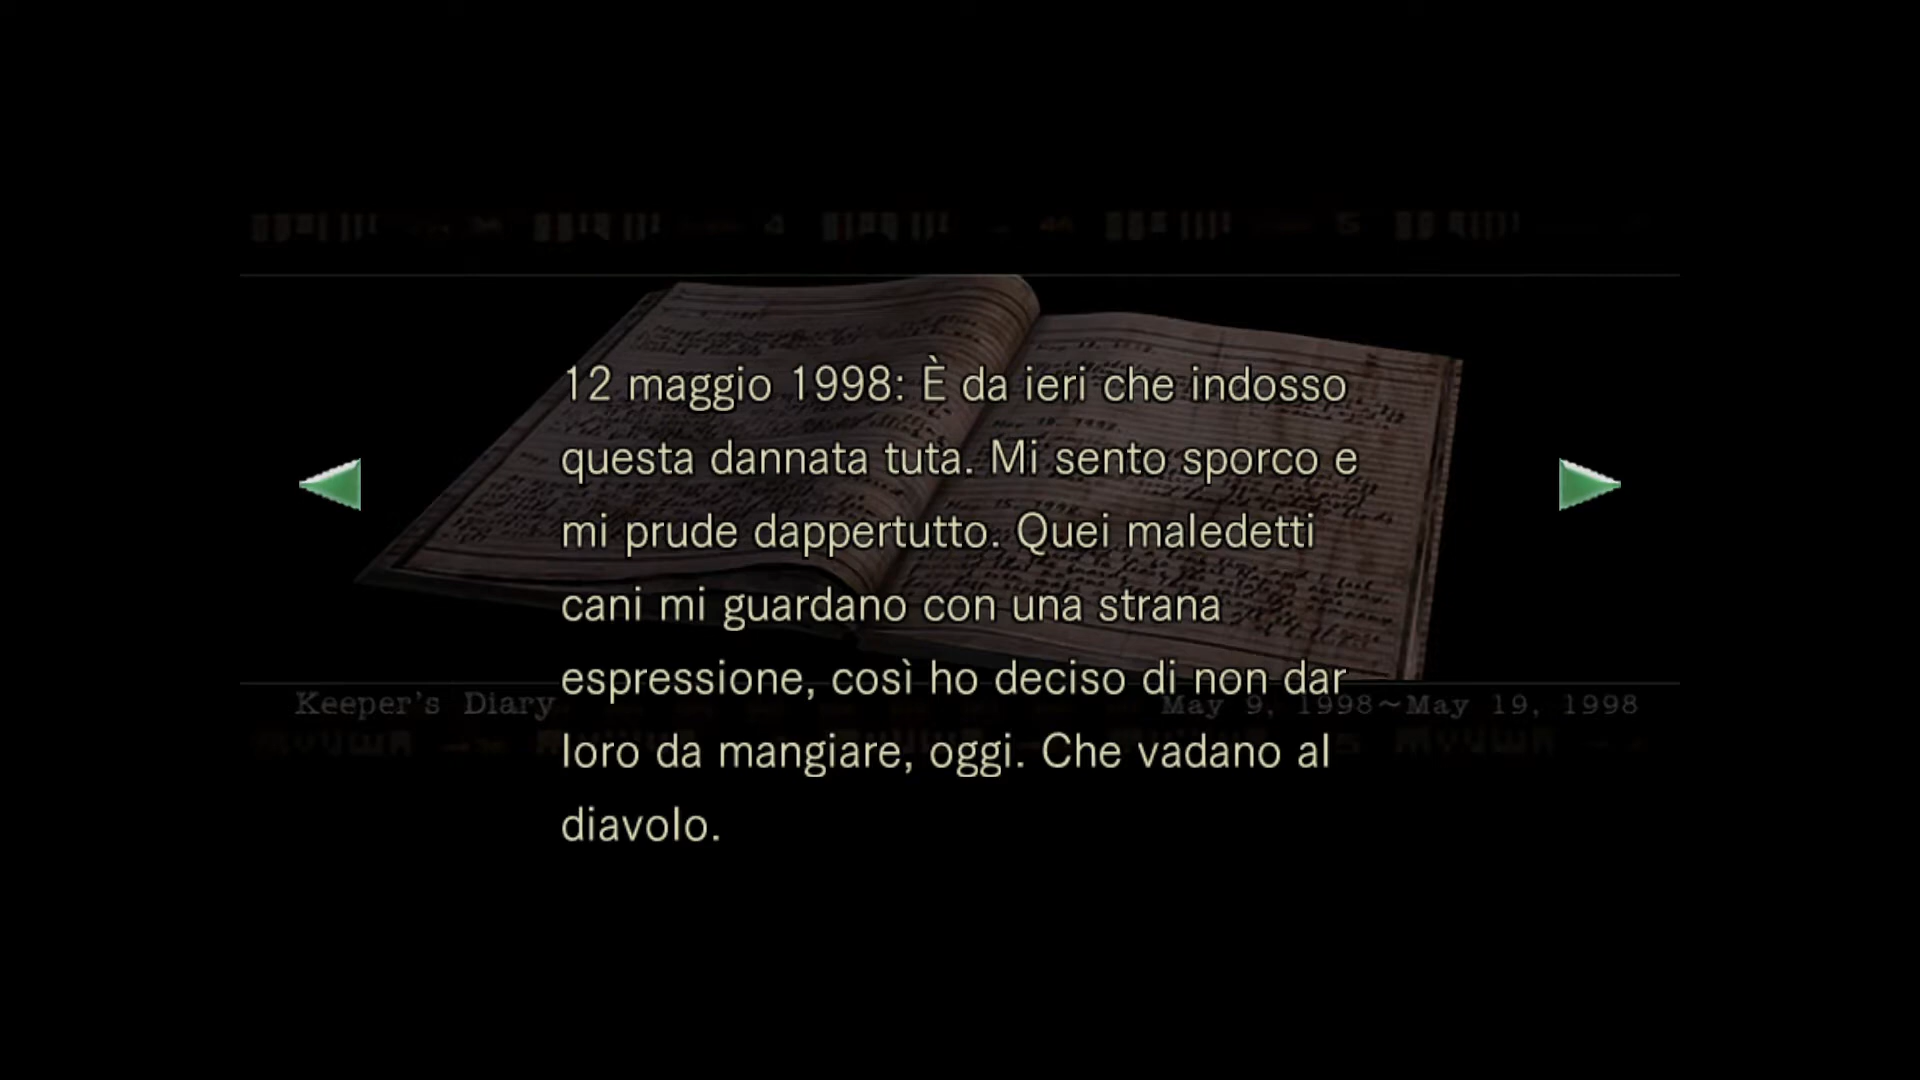 12 maggio 1998: È da ieri che indosso
questa dannata tuta. Mi sento sporco e
mi prude dappertutto. Quei maledetti
cani mi guardano con una strana
espressione, così ho deciso di non dar
loro da mangiare, oggi. Che vadano al
diavolo.
Keeper's Diary
May 9, 1998~May 19, 1998